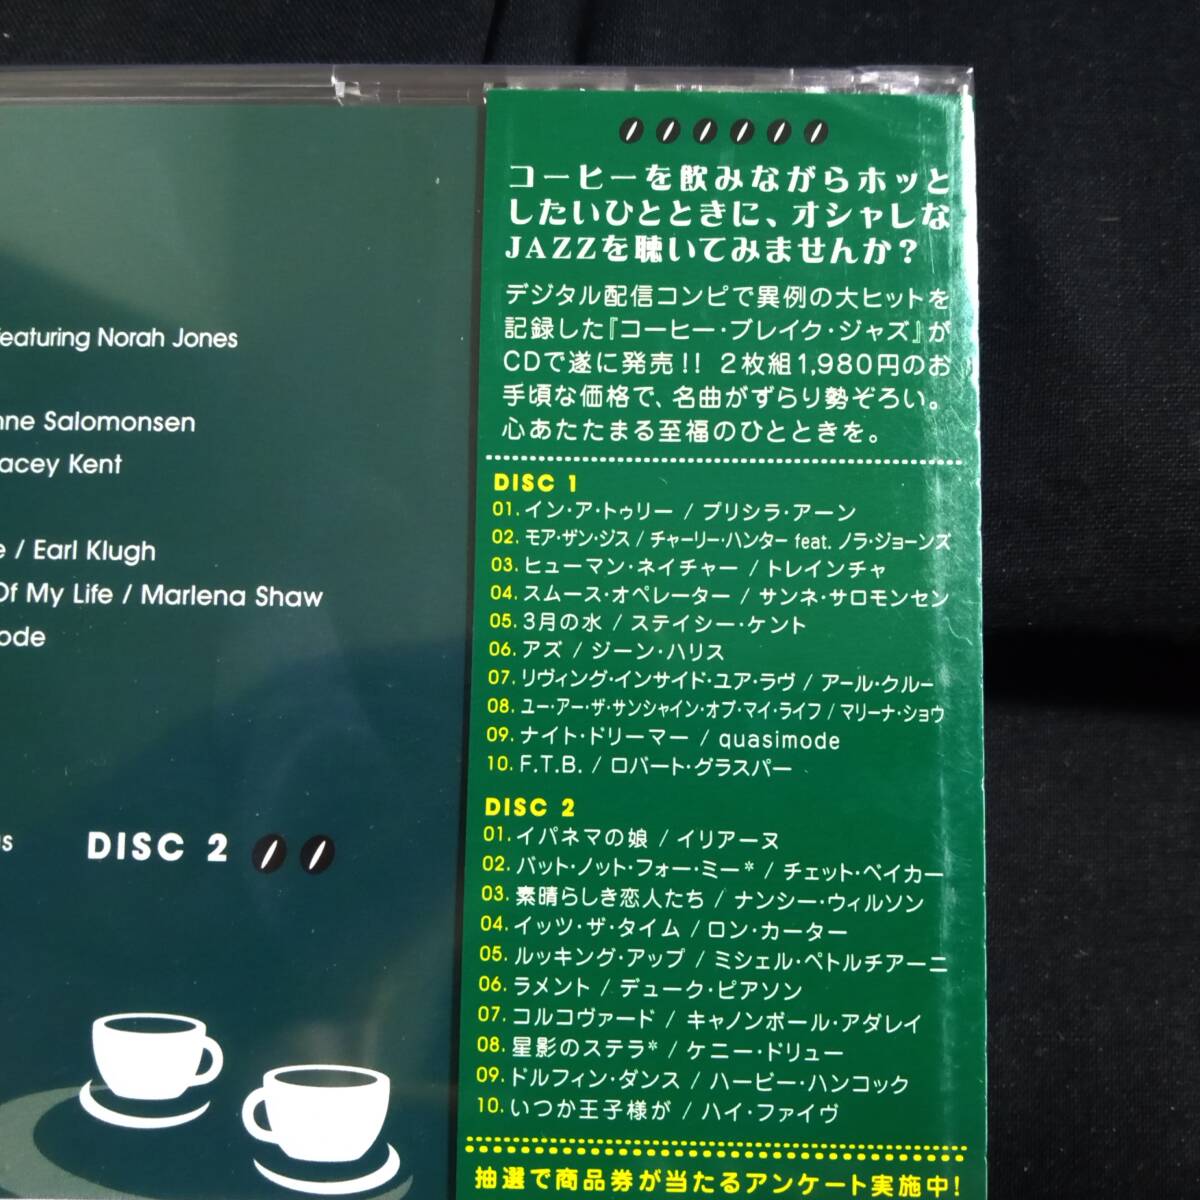 featuring Norah Jones
nne Salomonsen
acey Kent
e / Earl Klugh
Of My Life / Marlena Shaw
ode
us
DISC 2
コーヒーを飲みながらホッと
したいひとときに、オシャレな
JAZZを聴いてみませんか？
デジタル配信コンピで異例の大ヒットを
記録した『コーヒー・ブレイク・ジャズ』が
CDで遂に発売!! 2枚組1,980円のお
手頃な価格で、名曲がずらり勢ぞろい。
心あたたまる至福のひとときを。
DISC 1
01. イン・ア・トゥリー / プリシラ・アーン
02. モア・ザン・ジス / チャーリー・ハンター feat. ノラ・ジョーンズ
03. ヒューマン・ネイチャー / トレインチャ
04. スムース・オペレーター / サンネ・サロモンセン
05. 3月の水 / ステイシー・ケント
06. アズ / ジーン・ハリス
07. リヴィング・インサイド・ユア・ラヴ / アール・クルー
08. ユー・アー・ザ・サンシャイン・オブ・マイ・ライフ / マリーナ・ショウ
09. ナイト・ドリーマー / quasimode
10. F.T.B. / ロバート・グラスパー
DISC 2
01. イパネマの娘 / イリアーヌ
02. バット・ノット・フォー・ミー* / チェット・ベイカー
03. 素晴らしき恋人たち / ナンシー・ウィルソン
04. イッツ・ザ・タイム / ロン・カーター
05. ルッキング・アップ / ミシェル・ペトルチアーニ
06. ラメント / デューク・ピアソン
07. コルコヴァード / キャノンボール・アダレイ
08. 星影のステラ* / ケニー・ドリュー
09. ドルフィン・ダンス / ハービー・ハンコック
10. いつか王子様が / ハイ・ファイヴ
抽選で商品券が当たるアンケート実施中!